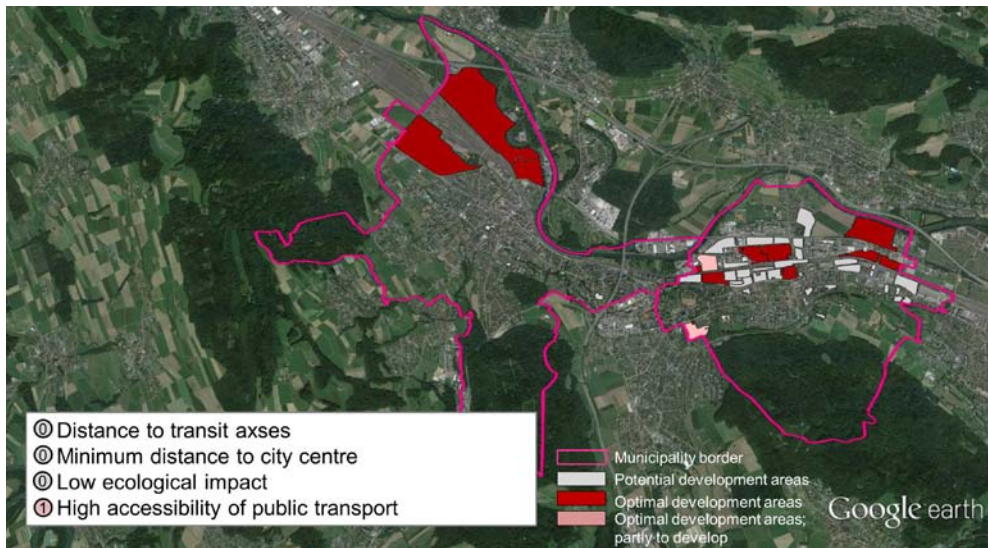 0 Distance to transit axses
0 Minimum distance to city centre
0 Low ecological impact
1 High accessibility of public transport
Municipality border
Potential development areas
Optimal development areas
Optimal development areas;
partly to develop
Google earth